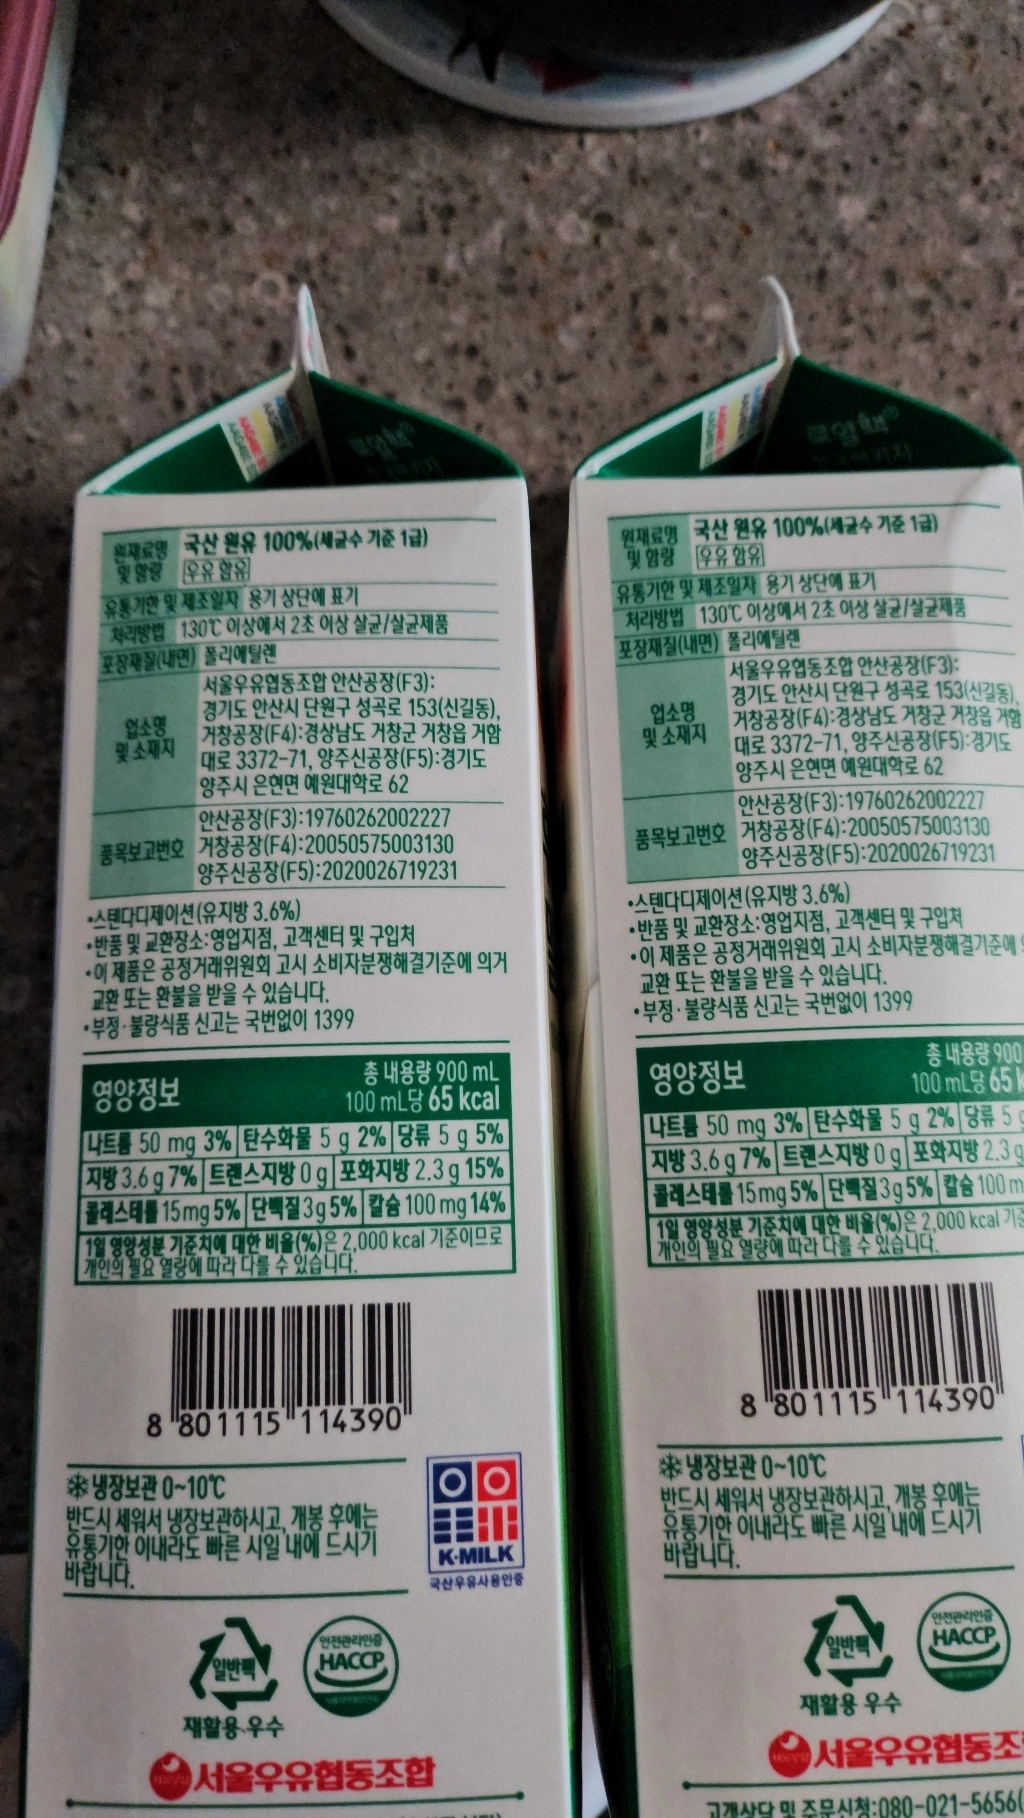 원재료명 및 함량
국산 원유 100%(세균수 기준 1급)
우유 함유
유통기한 및 제조일자 용기 상단에 표기
처리방법 130℃ 이상에서 2초 이상 살균/살균제품
포장재질(내면) 폴리에틸렌
업소명 및 소재지
서울우유협동조합 안산공장(F3):
경기도 안산시 단원구 성곡로 153(신길동),
거창공장(F4):경상남도 거창군 거창읍 거함
대로 3372-71, 양주신공장(F5):경기도
양주시 은현면 예원대학로 62
품목보고번호
안산공장(F3):19760262002227
거창공장(F4):20050575003130
양주신공장(F5):2020026719231
•스탠다디제이션(유지방 3.6%)
•반품 및 교환장소:영업지점, 고객센터 및 구입처
•이 제품은 공정거래위원회 고시 소비자분쟁해결기준에 의거
교환 또는 환불을 받을 수 있습니다.
•부정·불량식품 신고는 국번없이 1399
영양정보
총 내용량 900 mL
100 mL당 65 kcal
나트륨 50 mg 3% 탄수화물 5 g 2% 당류 5 g 5%
지방 3.6 g 7% 트랜스지방 0 g 포화지방 2.3 g 15%
콜레스테롤 15 mg 5% 단백질 3 g 5% 칼슘 100 mg 14%
1일 영양성분 기준치에 대한 비율(%)은 2,000 kcal 기준이므로
개인의 필요 열량에 따라 다를 수 있습니다.
8 801115 114390
냉장보관 0~10℃
반드시 세워서 냉장보관하시고, 개봉 후에는
유통기한 이내라도 빠른 시일 내에 드시기
바랍니다.
K·MILK
국산우유사용인증
일반팩
재활용 우수
안전관리인증
HACCP
서울우유협동조합
원재료명 및 함량
국산 원유 100%(세균수 기준 1급)
우유 함유
유통기한 및 제조일자 용기 상단에 표기
처리방법 130℃ 이상에서 2초 이상 살균/살균제품
포장재질(내면) 폴리에틸렌
업소명 및 소재지
서울우유협동조합 안산공장(F3):
경기도 안산시 단원구 성곡로 153(신길동),
거창공장(F4):경상남도 거창군 거창읍 거함
대로 3372-71, 양주신공장(F5):경기도
양주시 은현면 예원대학로 62
품목보고번호
안산공장(F3):19760262002227
거창공장(F4):20050575003130
양주신공장(F5):2020026719231
•스탠다디제이션(유지방 3.6%)
•반품 및 교환장소:영업지점, 고객센터 및 구입처
•이 제품은 공정거래위원회 고시 소비자분쟁해결기준에
교환 또는 환불을 받을 수 있습니다.
•부정·불량식품 신고는 국번없이 1399
영양정보
총 내용량 900
100 mL당 65 k
나트륨 50 mg 3% 탄수화물 5 g 2% 당류 5 g
지방 3.6 g 7% 트랜스지방 0 g 포화지방 2.3 g
콜레스테롤 15 mg 5% 단백질 3 g 5% 칼슘 100 m
1일 영양성분 기준치에 대한 비율(%)은 2,000 kcal 기준
개인의 필요 열량에 따라 다를 수 있습니다.
8 801115 114390
냉장보관 0~10℃
반드시 세워서 냉장보관하시고, 개봉 후에는
유통기한 이내라도 빠른 시일 내에 드시기
바랍니다.
일반팩
재활용 우수
안전관리인증
HACCP
서울우유협동조
고객상담 및 주문신청:080-021-5656(